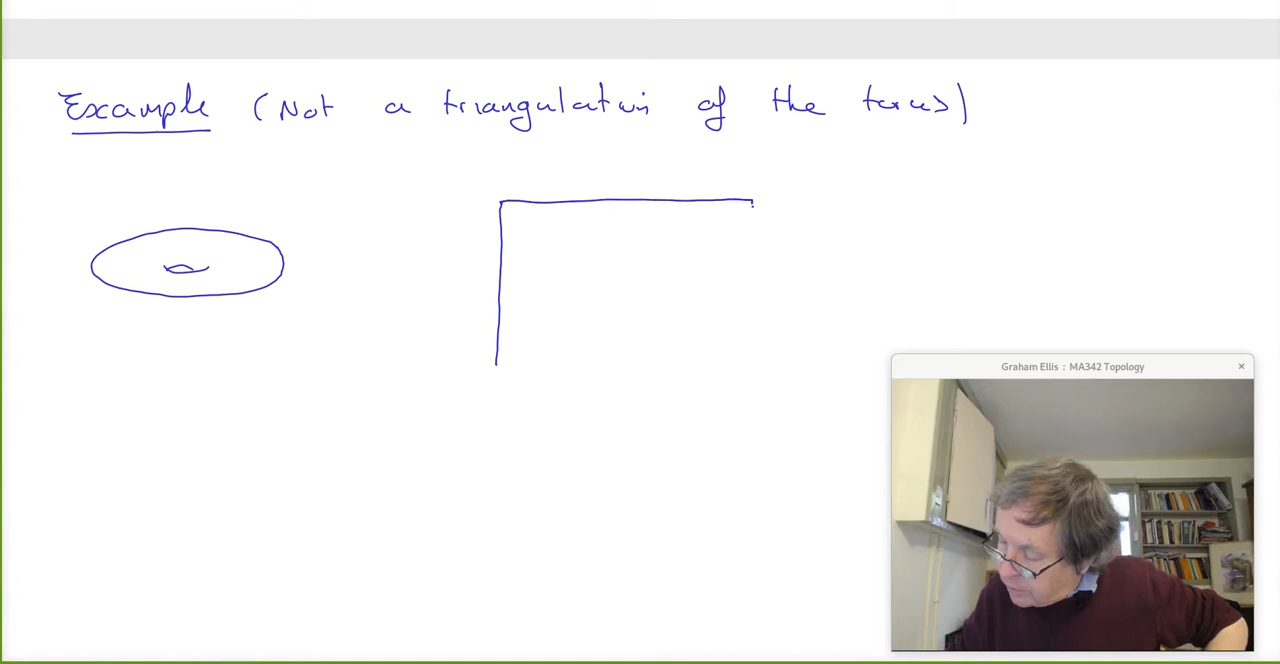 Example (Not a triangulation of the torus)
Graham Ellis : MA342 Topology